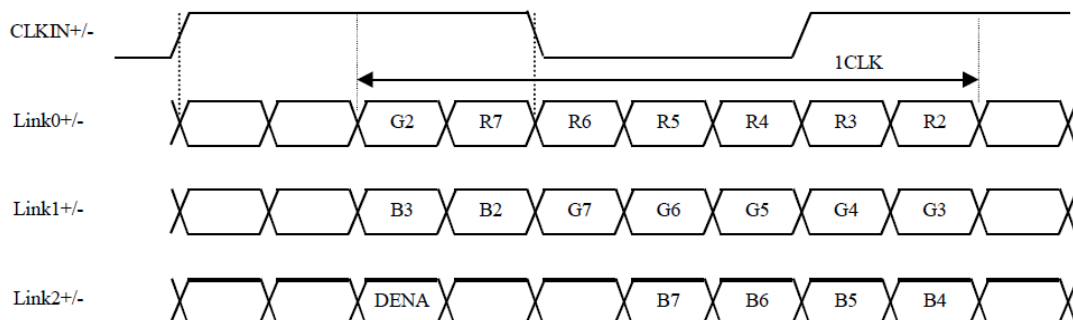 CLKIN+/-
1CLK
Link0+/- G2 R7 R6 R5 R4 R3 R2
Link1+/- B3 B2 G7 G6 G5 G4 G3
Link2+/- DENA B7 B6 B5 B4